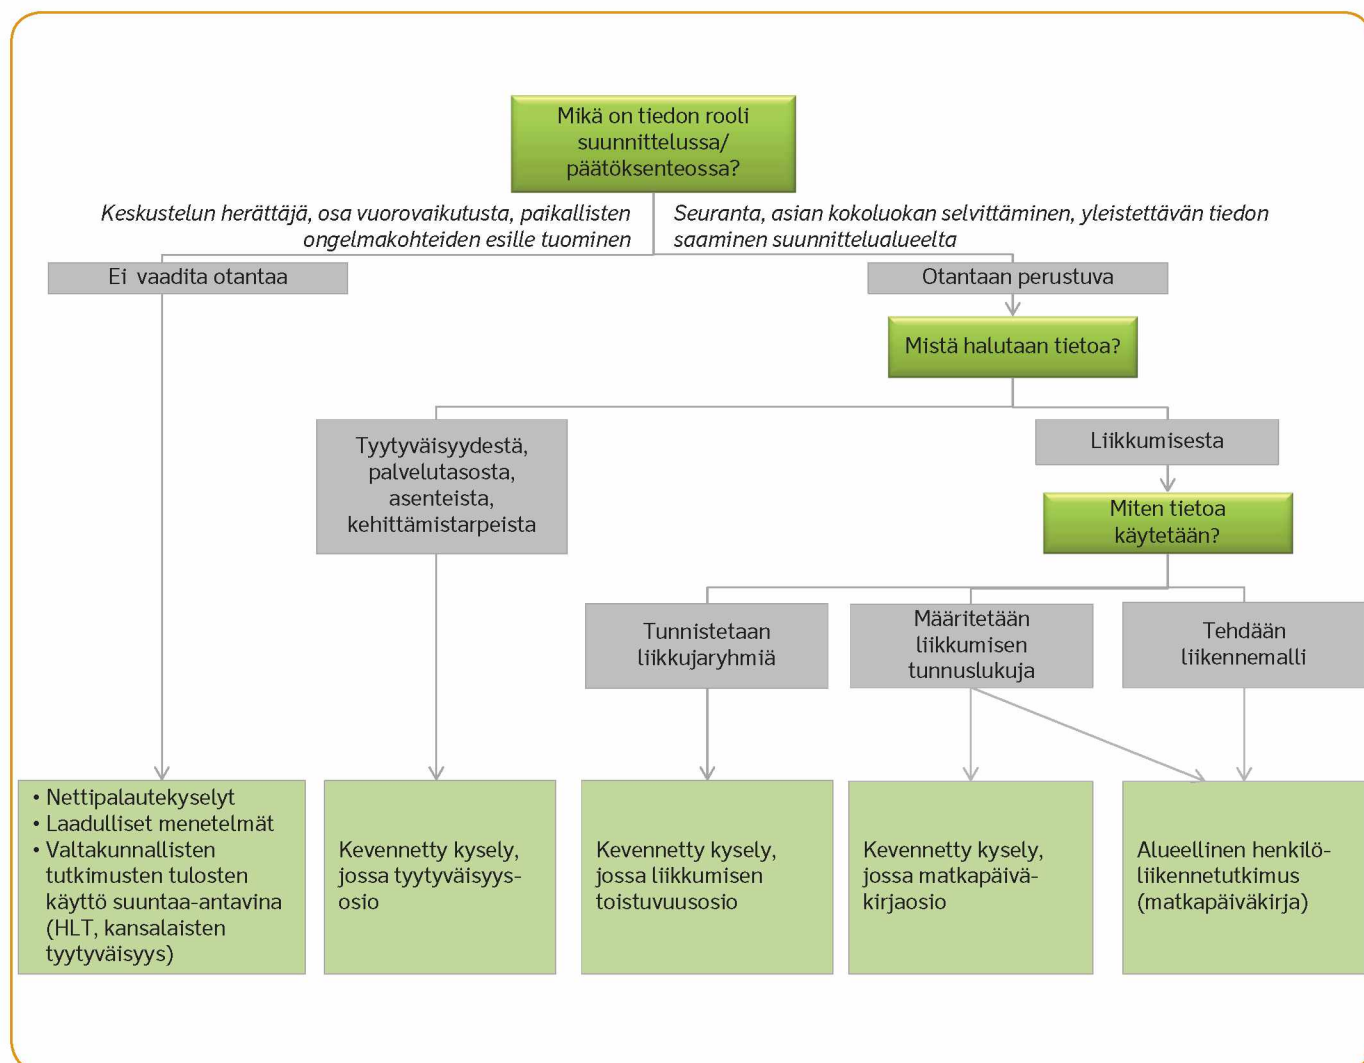 Mikä on tiedon rooli
suunnittelussa/
päätöksenteossa?
Keskustelun herättäjä, osa vuorovaikutusta, paikallisten
ongelmakohteiden esille tuominen
Seuranta, asian kokoluokan selvittäminen, yleistettävän tiedon
saaminen suunnittelualueelta
Ei vaadita otantaa
Otantaan perustuva
Mistä halutaan tietoa?
Tyytyväisyydestä,
palvelutasosta,
asenteista,
kehittämistarpeista
Liikkumisesta
Miten tietoa
käytetään?
Tunnistetaan
liikkujaryhmiä
Määritetään
liikkumisen
tunnuslukuja
Tehdään
liikennemalli
• Nettipalautekyselyt
• Laadulliset menetelmät
• Valtakunnallisten
tutkimusten tulosten
käyttö suuntaa-antavina
(HLT, kansalaisten
tyytyväisyys)
Kevennetty kysely,
jossa tyytyväisyys-
osio
Kevennetty kysely,
jossa liikkumisen
toistuvuusosio
Kevennetty kysely,
jossa matkapäivä-
kirjaosio
Alueellinen henkilö-
liikennetutkimus
(matkapäiväkirja)